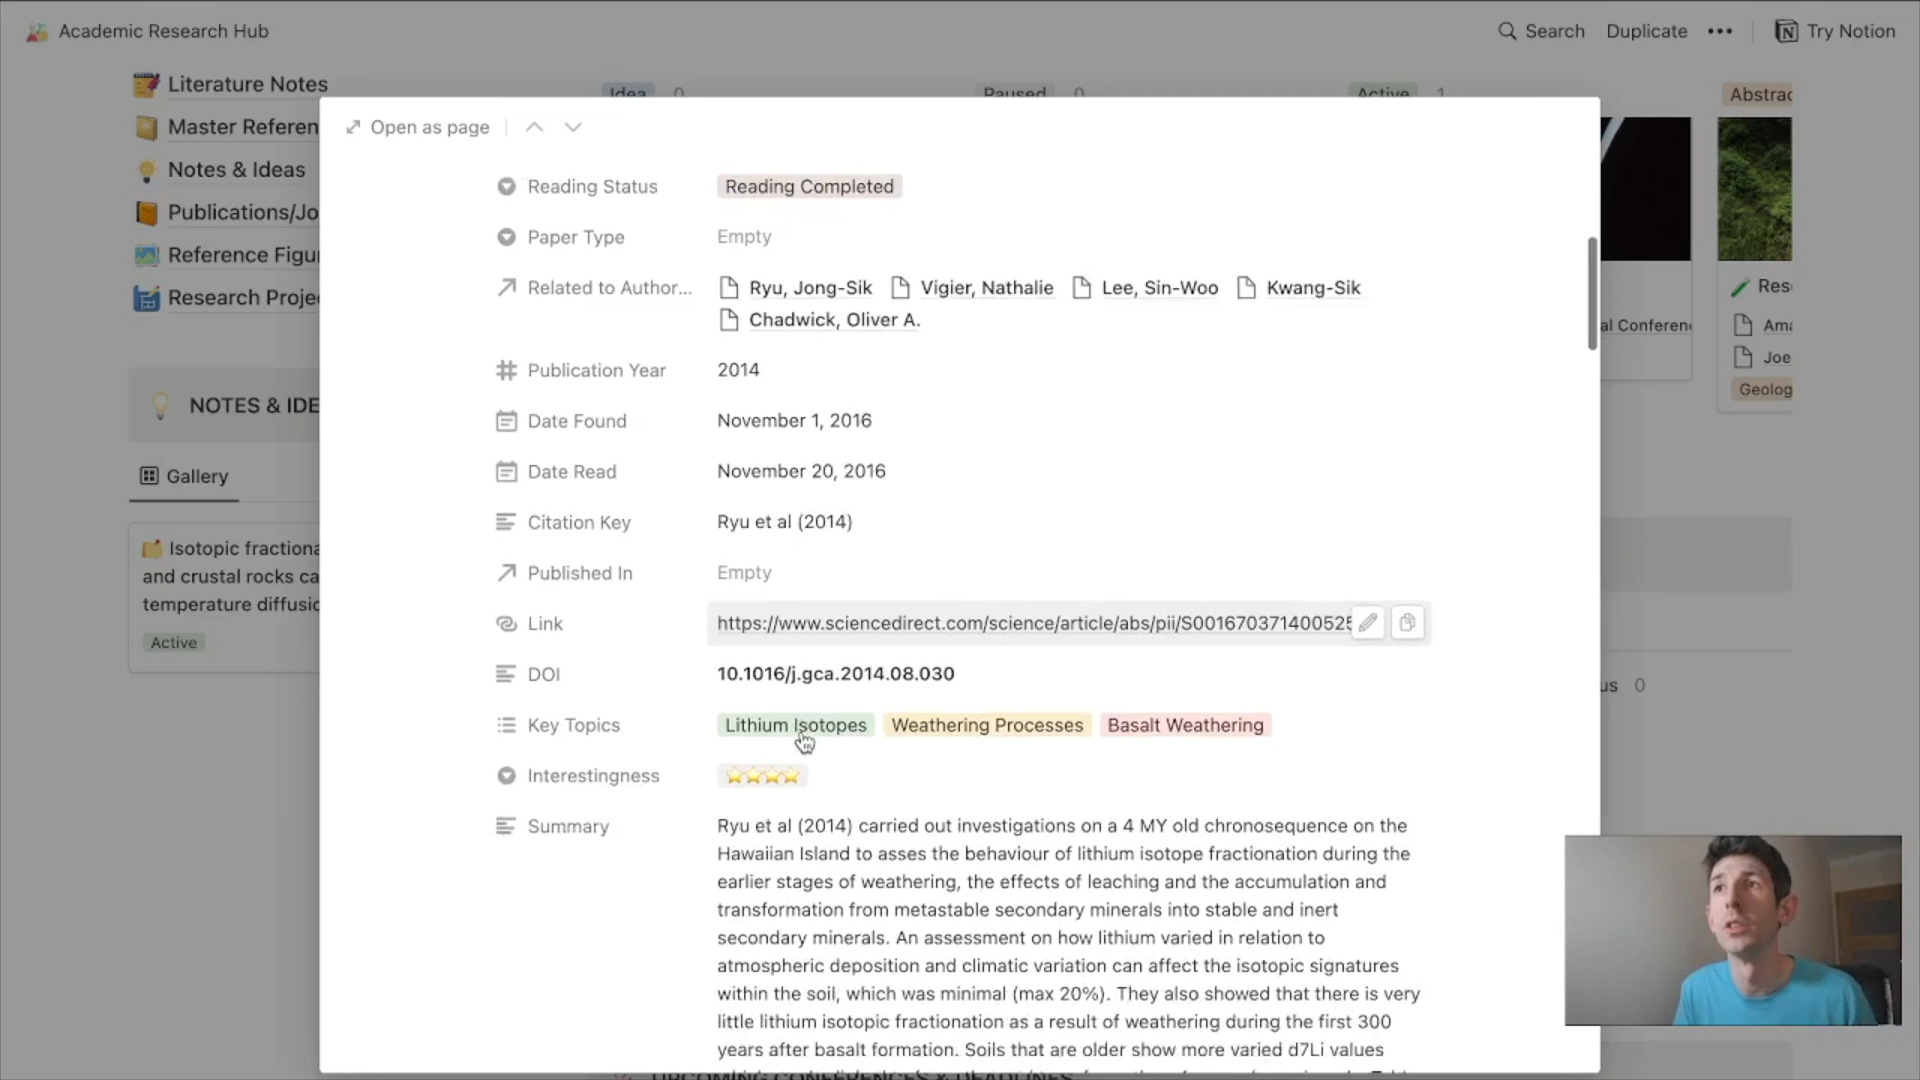 Academic Research Hub
Search Duplicate ••• Try Notion
Literature Notes
Master Referen
Notes & Ideas
Publications/Jo
Reference Figu
Research Proje
Idea 0
Paused 0
Active 1
Abstrac
Open as page
Reading Status Reading Completed
Paper Type Empty
Related to Author... Ryu, Jong-Sik Vigier, Nathalie Lee, Sin-Woo Kwang-Sik
Chadwick, Oliver A.
Publication Year 2014
Date Found November 1, 2016
Date Read November 20, 2016
Citation Key Ryu et al (2014)
Published In Empty
Link https://www.sciencedirect.com/science/article/abs/pii/S001670371400525
DOI 10.1016/j.gca.2014.08.030
Key Topics Lithium Isotopes Weathering Processes Basalt Weathering
Interestingness ⭐⭐⭐⭐
Summary Ryu et al (2014) carried out investigations on a 4 MY old chronosequence on the
Hawaiian Island to asses the behaviour of lithium isotope fractionation during the
earlier stages of weathering, the effects of leaching and the accumulation and
transformation from metastable secondary minerals into stable and inert
secondary minerals. An assessment on how lithium varied in relation to
atmospheric deposition and climatic variation can affect the isotopic signatures
within the soil, which was minimal (max 20%). They also showed that there is very
little lithium isotopic fractionation as a result of weathering during the first 300
years after basalt formation. Soils that are older show more varied d7Li values
NOTES & IDE
Gallery
Isotopic fractiona
and crustal rocks ca
temperature diffusio
Active
al Conferen
Res
Ama
Joe
Geolog
us 0
UPCOMING CONFERENCES & DEADLINES